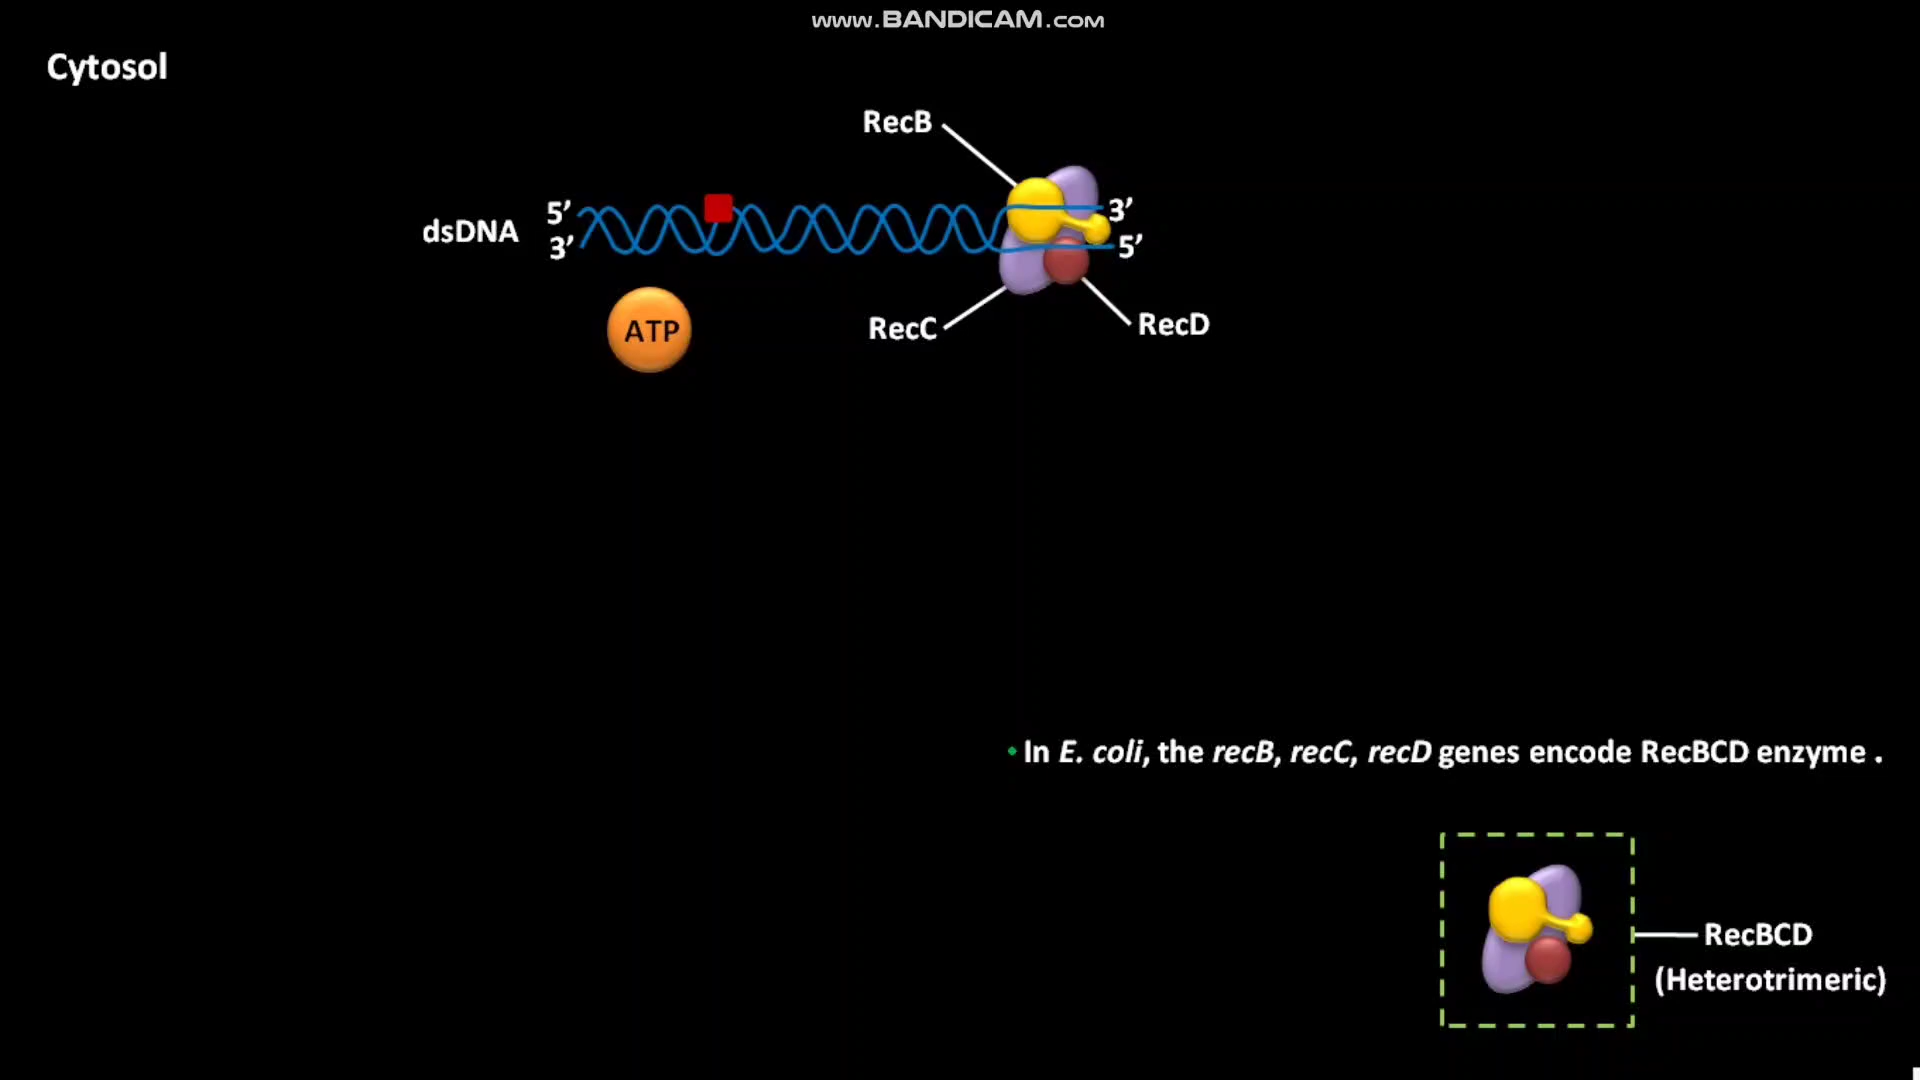 www.BANDICAM.com
Cytosol
RecB
5’ 3’
dsDNA
3’ 5’
ATP
RecC
RecD
• In E. coli, the recB, recC, recD genes encode RecBCD enzyme .
RecBCD
(Heterotrimeric)